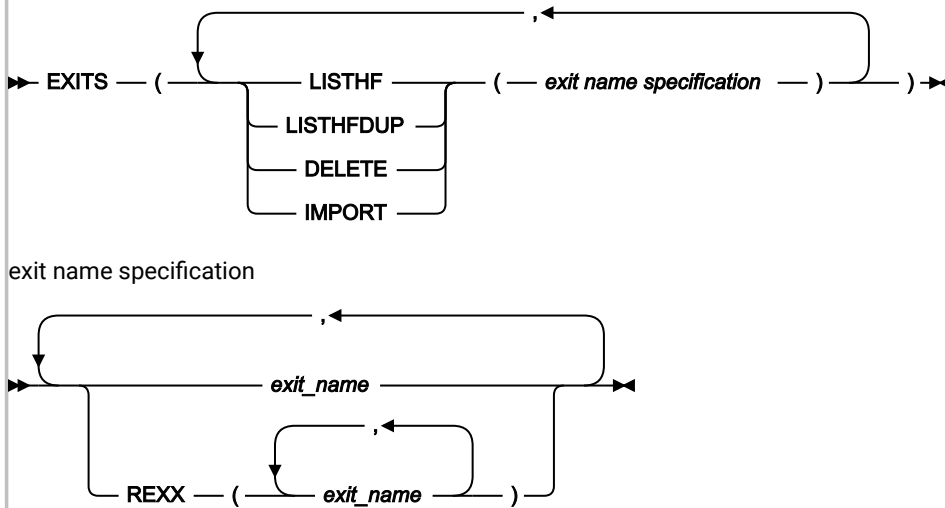 ,
EXITS ( LISTHF ( exit name specification ) )
LISTHFDUP
DELETE
IMPORT
exit name specification
,
exit_name
,
REXX ( exit_name )